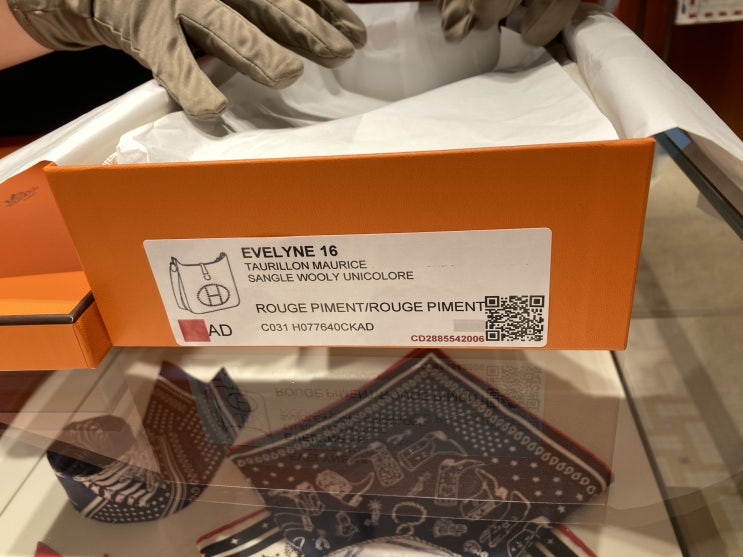 EVELYNE 16
TAURILLON MAURICE
SANGLE WOOLY UNICOLORE
H
ROUGE PIMENT/ROUGE PIMENT
AD
C031 H077640CKAD
CD2885542006